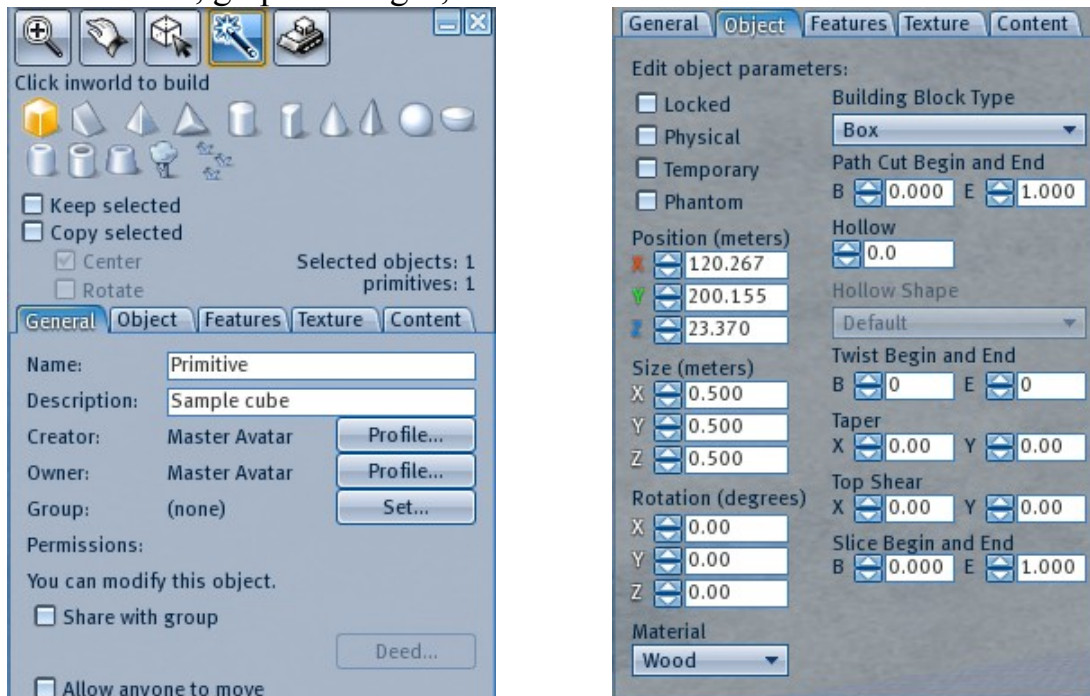 Click inworld to build
Keep selected
Copy selected
Center
Rotate
Selected objects: 1
primitives: 1
General Object Features Texture Content
Name: Primitive
Description: Sample cube
Creator: Master Avatar Profile...
Owner: Master Avatar Profile...
Group: (none) Set...
Permissions:
You can modify this object.
Share with group
Deed...
Allow anyone to move
General Object Features Texture Content
Edit object parameters:
Locked
Physical
Temporary
Phantom
Position (meters)
X 120.267
Y 200.155
Z 23.370
Size (meters)
X 0.500
Y 0.500
Z 0.500
Rotation (degrees)
X 0.00
Y 0.00
Z 0.00
Material
Wood
Building Block Type
Box
Path Cut Begin and End
B 0.000 E 1.000
Hollow
0.0
Hollow Shape
Default
Twist Begin and End
B 0 E 0
Taper
X 0.00 Y 0.00
Top Shear
X 0.00 Y 0.00
Slice Begin and End
B 0.000 E 1.000